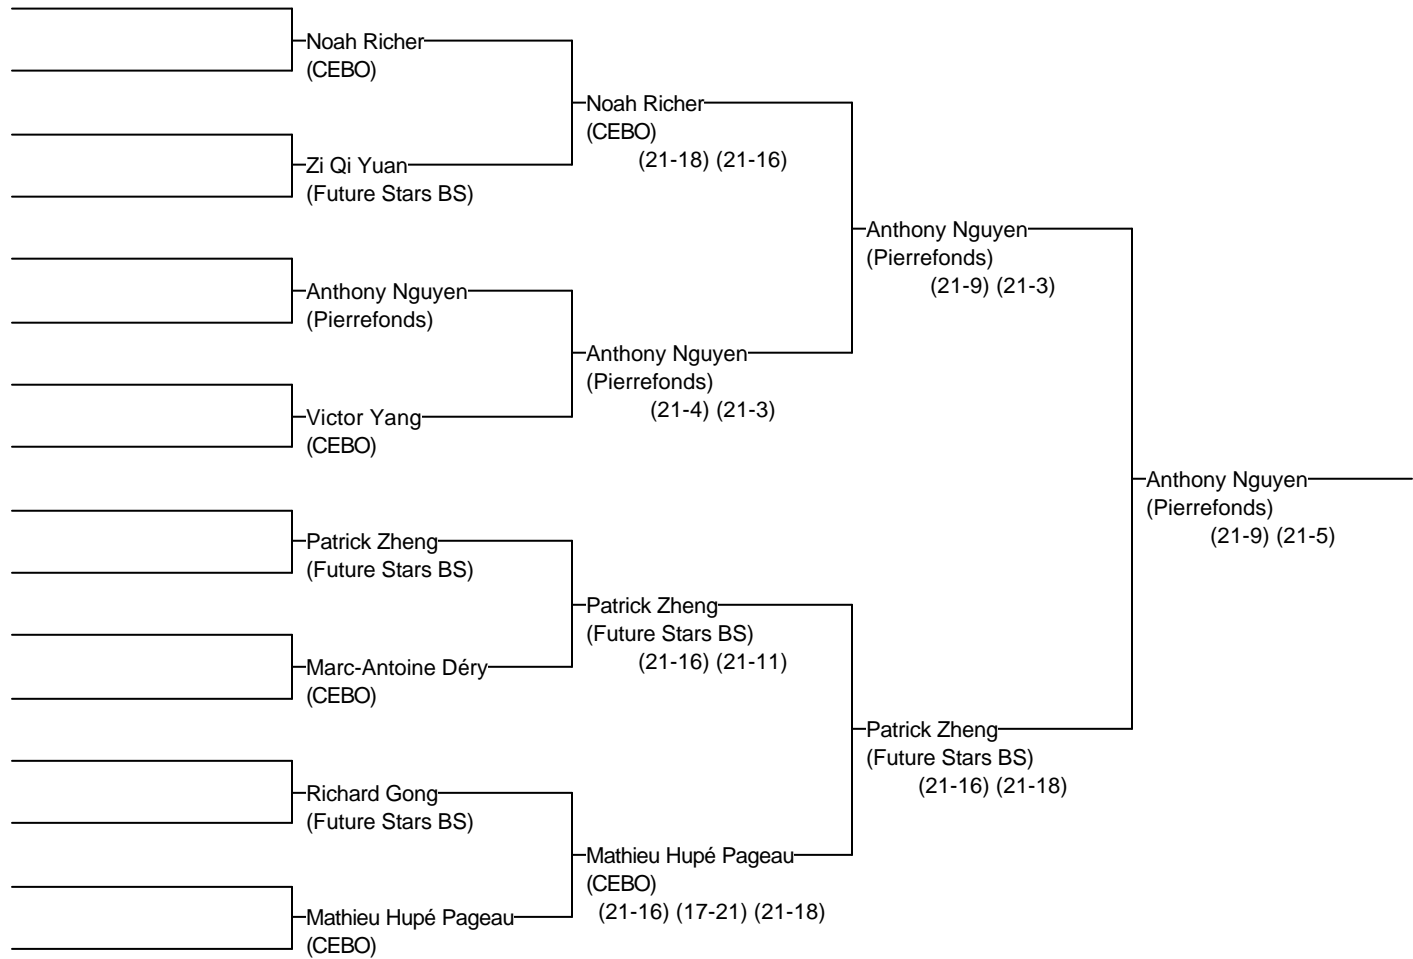 Noah Richer
(CEBO)
Zi Qi Yuan
(Future Stars BS)
Anthony Nguyen
(Pierrefonds)
Victor Yang
(CEBO)
Patrick Zheng
(Future Stars BS)
Marc-Antoine Déry
(CEBO)
Richard Gong
(Future Stars BS)
Mathieu Hupé Pageau
(CEBO)
Noah Richer
(CEBO)
(21-18) (21-16)
Anthony Nguyen
(Pierrefonds)
(21-4) (21-3)
Patrick Zheng
(Future Stars BS)
(21-16) (21-11)
Mathieu Hupé Pageau
(CEBO)
(21-16) (17-21) (21-18)
Anthony Nguyen
(Pierrefonds)
(21-9) (21-3)
Patrick Zheng
(Future Stars BS)
(21-16) (21-18)
Anthony Nguyen
(Pierrefonds)
(21-9) (21-5)